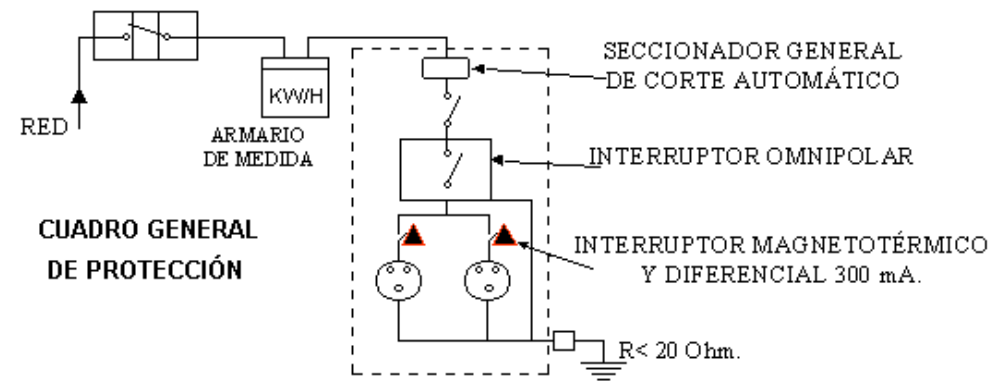 SECCIONADOR GENERAL
DE CORTE AUTOMÁTICO
KW/H
RED
ARMARIO
DE MEDIDA
INTERRUPTOR OMNIPOLAR
CUADRO GENERAL
DE PROTECCIÓN
INTERRUPTOR MAGNETOTÉRMICO
Y DIFERENCIAL 300 mA.
R< 20 Ohm.